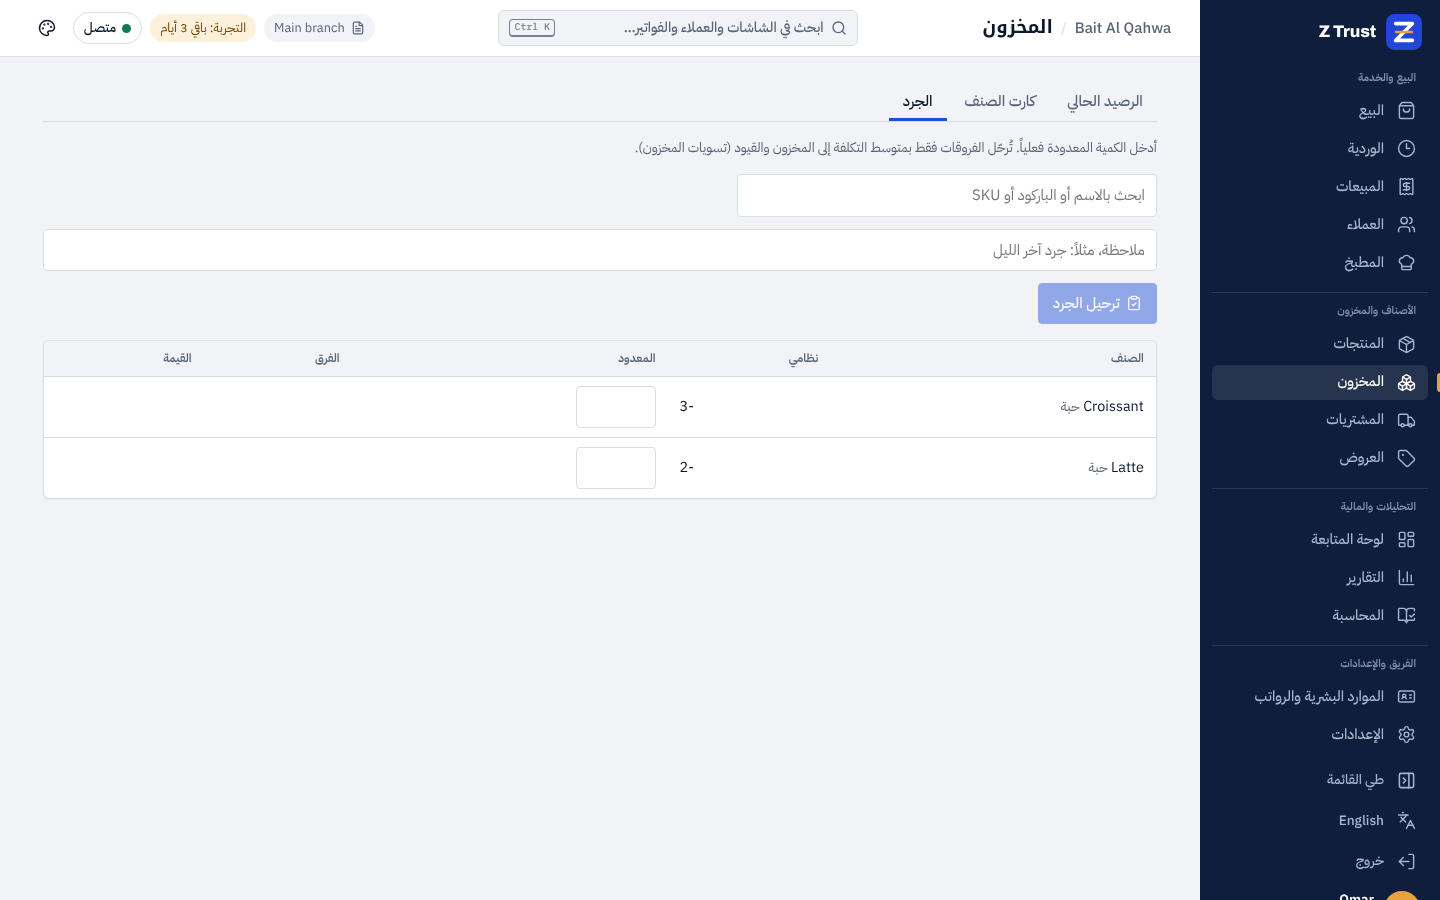 Z Trust
البيع والخدمة
البيع
الوردية
المبيعات
العملاء
المطبخ
الأصناف والمخزون
المنتجات
المخزون
المشتريات
العروض
التحليلات والمالية
لوحة المتابعة
التقارير
المحاسبة
الفريق والإعدادات
الموارد البشرية والرواتب
الإعدادات
طي القائمة
English
خروج
Omar
Bait Al Qahwa / المخزون
ابحث في الشاشات والعملاء والفواتير... Ctrl K
Main branch
التجربة: باقي 3 أيام
متصل
الرصيد الحالي كارت الصنف الجرد
أدخل الكمية المعدودة فعلياً. تُرحّل الفروقات فقط بمتوسط التكلفة إلى المخزون والقيود (تسويات المخزون).
ابحث بالاسم أو الباركود أو SKU
ملاحظة، مثلاً: جرد آخر الليل
ترحيل الجرد
الصنف نظامي المعدود الفرق القيمة
Croissant حبة 3-
Latte حبة 2-